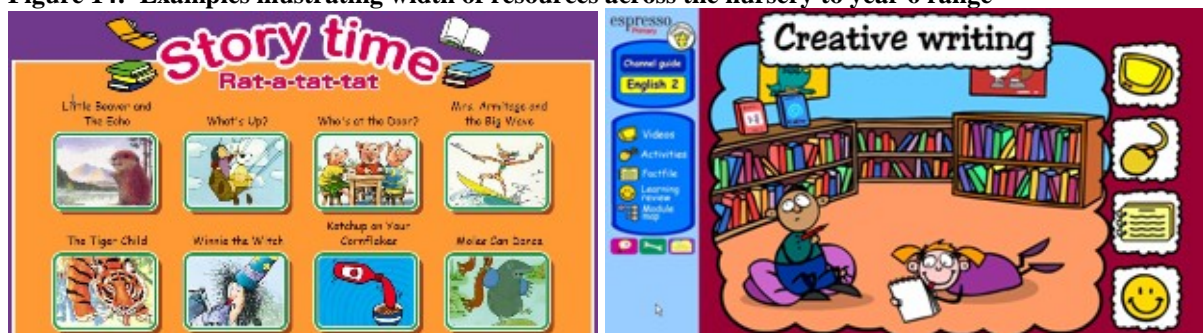 Figure 14: Examples illustrating width of resources across the nursery to year 6 range
Story time
Rat-a-tat-tat
Little Beaver and
The Echo
What's Up?
Who's at the Door?
Mrs. Armitage and
the Big Wave
The Tiger Child
Winnie the Witch
Ketchup on Your
Cornflakes
Moles Can Dance
espresso
Primary
Channel guide
English 2
Videos
Activities
Factfile
Learning
review
Module
map
Creative writing